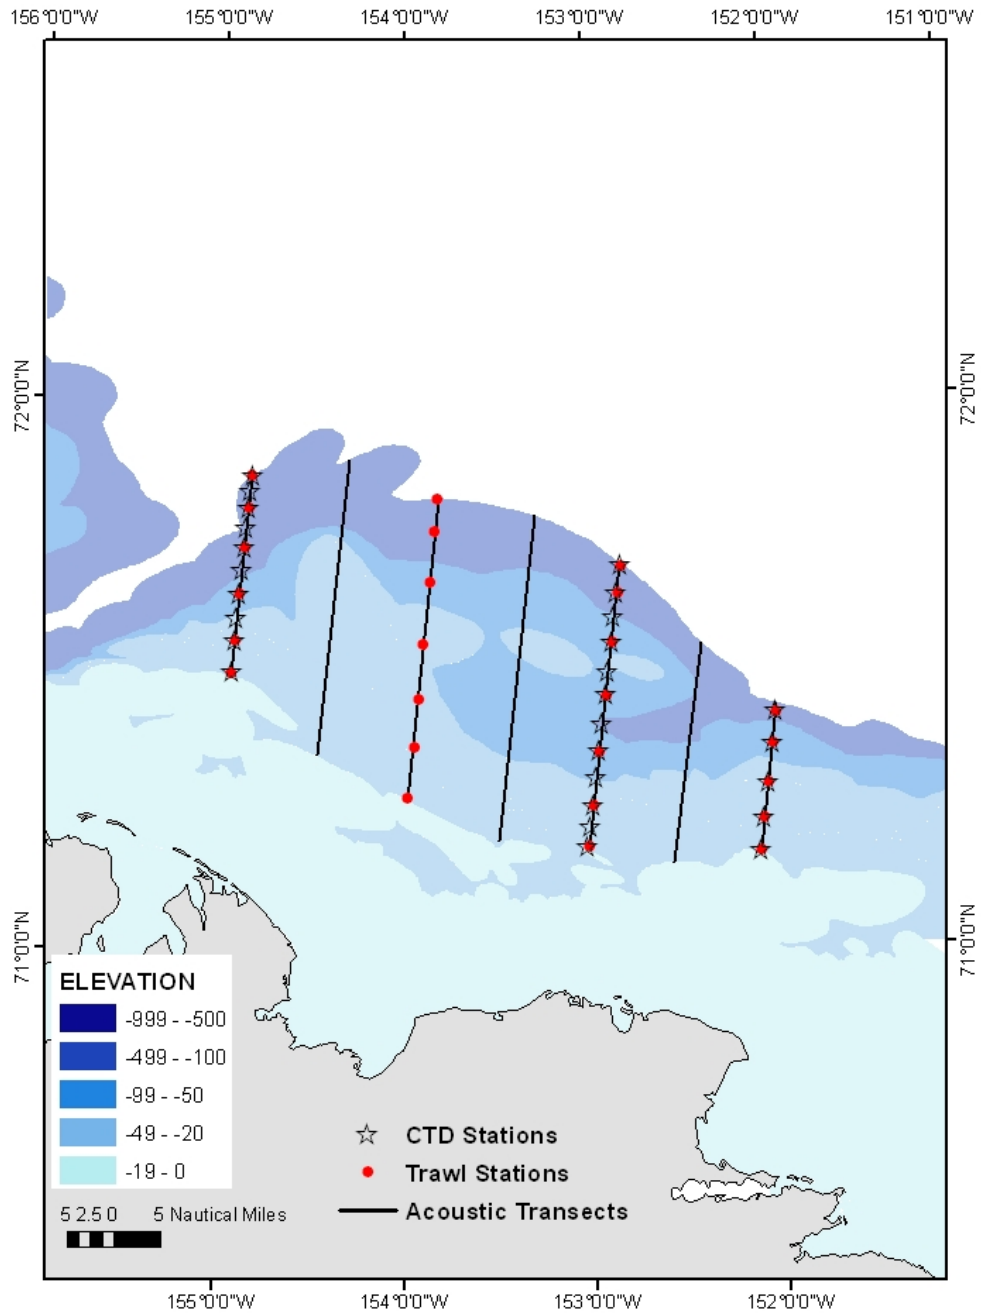 156°0'0"W 155°0'0"W 154°0'0"W 153°0'0"W 152°0'0"W 151°0'0"W
72°0'0"N
72°0'0"N
71°0'0"N
71°0'0"N
ELEVATION
-999 - -500
-499 - -100
-99 - -50
-49 - -20
-19 - 0
CTD Stations
Trawl Stations
Acoustic Transects
5 2.5 0 5 Nautical Miles
155°0'0"W 154°0'0"W 153°0'0"W 152°0'0"W